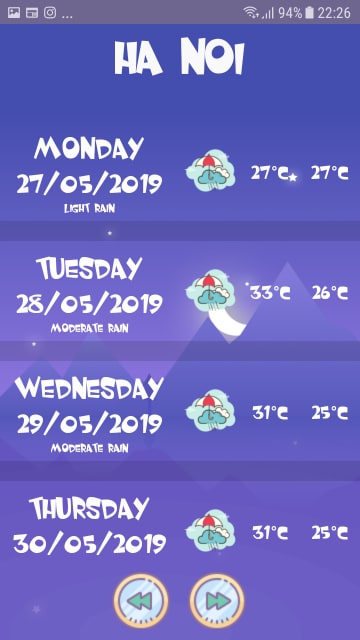 ... 94% 22:26
HA NOI
MONDAY
27/05/2019
LIGHT RAIN
27°C 27°C
TUESDAY
28/05/2019
MODERATE RAIN
33°C 26°C
WEDNESDAY
29/05/2019
MODERATE RAIN
31°C 25°C
THURSDAY
30/05/2019
31°C 25°C